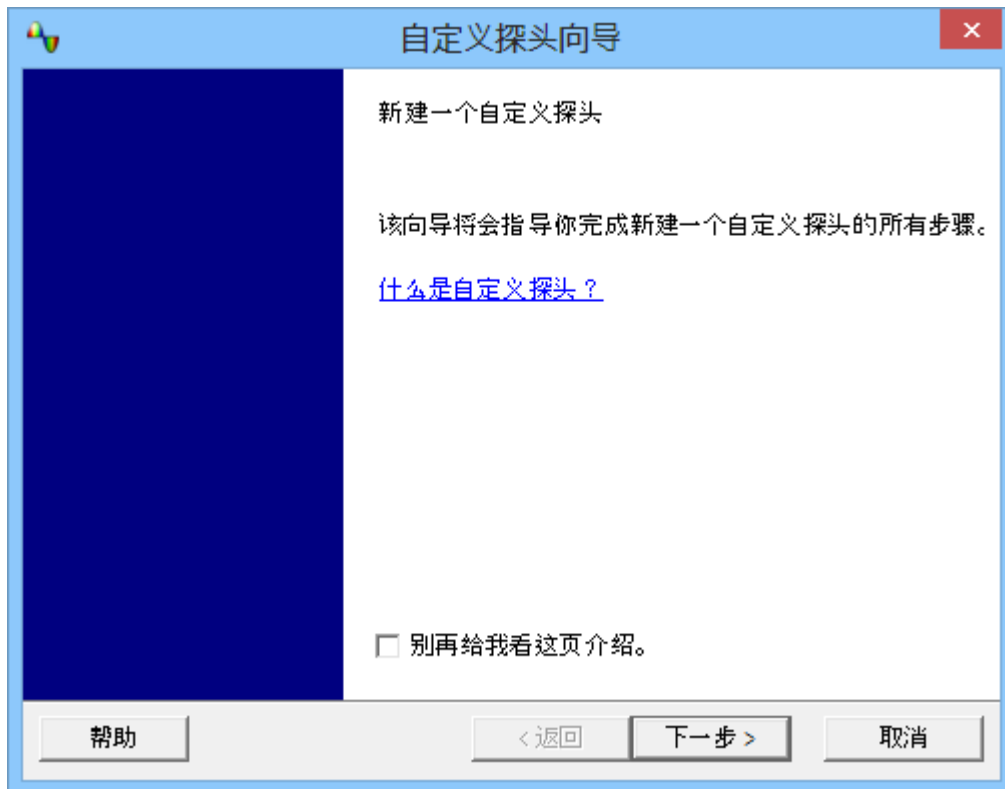 自定义探头向导
新建一个自定义探头
该向导将会指导你完成新建一个自定义探头的所有步骤。
什么是自定义探头？
别再给我看这页介绍。
帮助
<返回
下一步>
取消